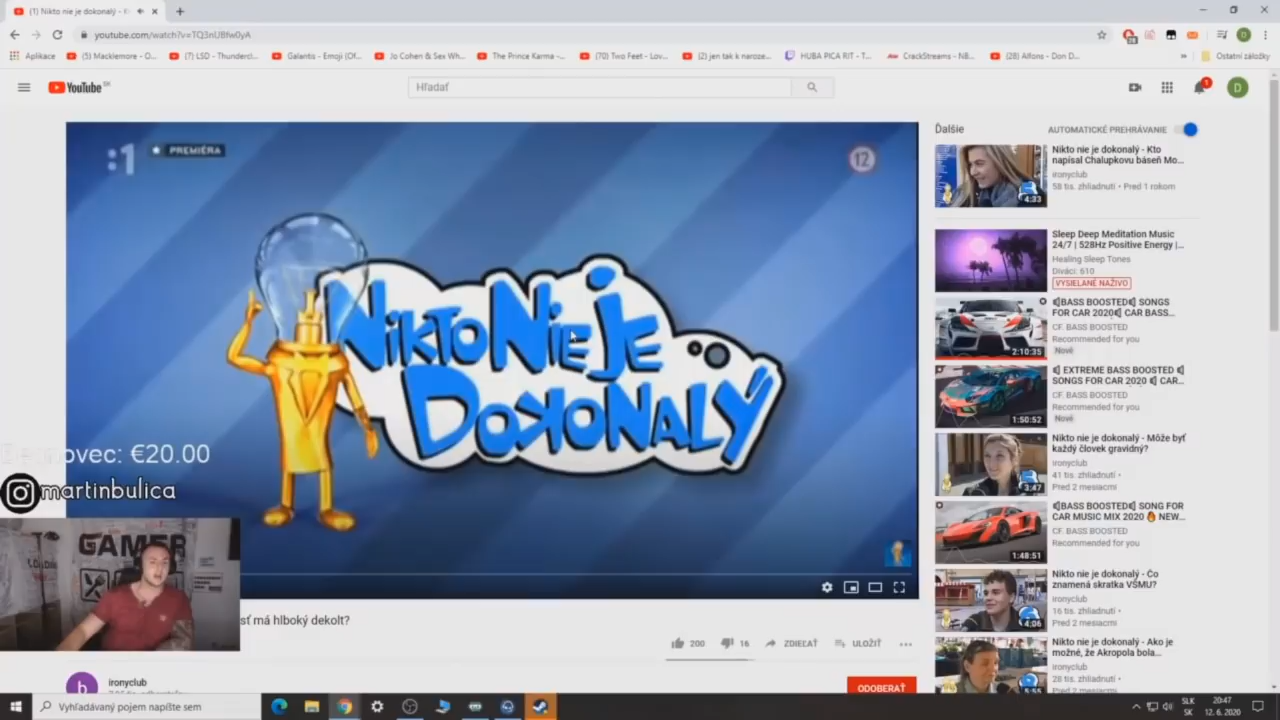 (1) Nikto nie je dokonalý - K
youtube.com/watch?v=TQ3nU8fw0yA
Aplikace
(5) Macklemore - O...
(7) LSD - Thundercl...
Galantis - Emoji (Of...
Jo Cohen & Sex Wh...
The Prince Karma -...
(70) Two Feet - Lov...
(2) jen tak k naroze...
HUBA PICA RIT - T...
CrackStreams - NB...
(28) Alfons - Don D...
Ostatní záložky
YouTube
Hľadať
1
D
:1
PREMIÉRA
12
NIKTO NIE JE
DOKONALÝ
ovec: €20.00
martinbulica
GAMER
sť má hlboký dekolt?
200
16
ZDIEĽAŤ
ULOŽIŤ
ironyclub
ODOBERAŤ
Ďalšie
AUTOMATICKÉ PREHRÁVANIE
Nikto nie je dokonalý - Kto
napísal Chalupkovu báseň Mo...
ironyclub
58 tis. zhliadnutí • Pred 1 rokom
4:33
Sleep Deep Meditation Music
24/7 | 528Hz Positive Energy |...
Healing Sleep Tones
Diváci: 610
VYSIELANÉ NAŽIVO
BASS BOOSTED SONGS
FOR CAR 2020 CAR BASS...
CF. BASS BOOSTED
Recommended for you
Nové
2:10:35
EXTREME BASS BOOSTED
SONGS FOR CAR 2020 CAR...
CF. BASS BOOSTED
Recommended for you
Nové
1:50:52
Nikto nie je dokonalý - Môže byť
každý človek gravidný?
ironyclub
41 tis. zhliadnutí •
Pred 2 mesiacmi
3:47
BASS BOOSTED SONG FOR
CAR MUSIC MIX 2020 NEW...
CF. BASS BOOSTED
Recommended for you
1:48:51
Nikto nie je dokonalý - Čo
znamená skratka VŠMU?
ironyclub
16 tis. zhliadnutí •
Pred 2 mesiacmi
4:06
Nikto nie je dokonalý - Ako je
možné, že Akropola bola...
ironyclub
28 tis. zhliadnutí •
Pred 2 mesiacmi
5:55
Vyhľadávaný pojem napíšte sem
SLK
SK
20:47
12. 6. 2020